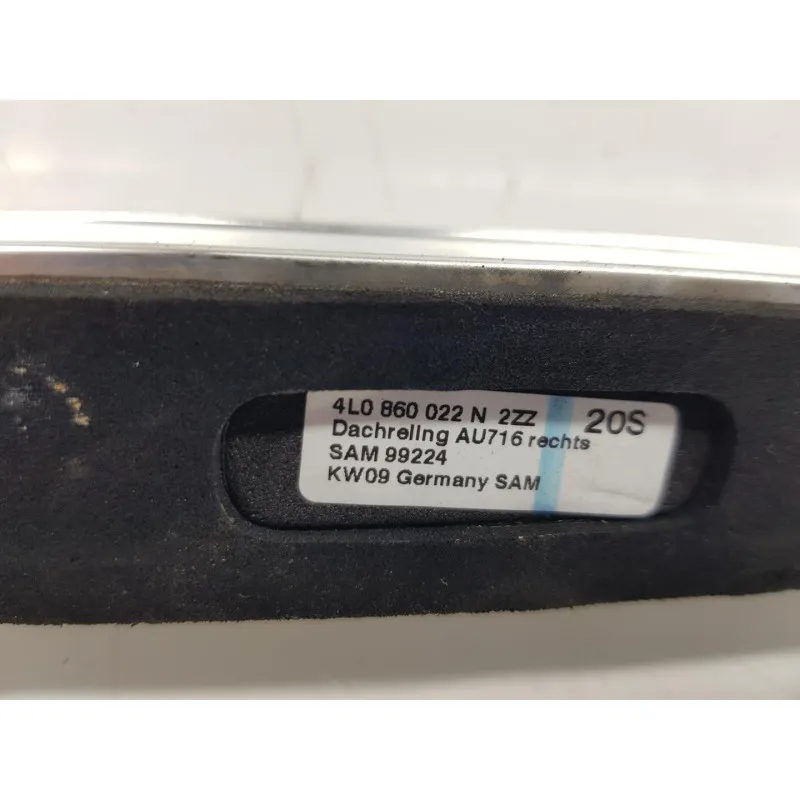 4L0 860 022 N 2ZZ 20S
Dachreling AU716 rechts
SAM 99224
KW09 Germany SAM